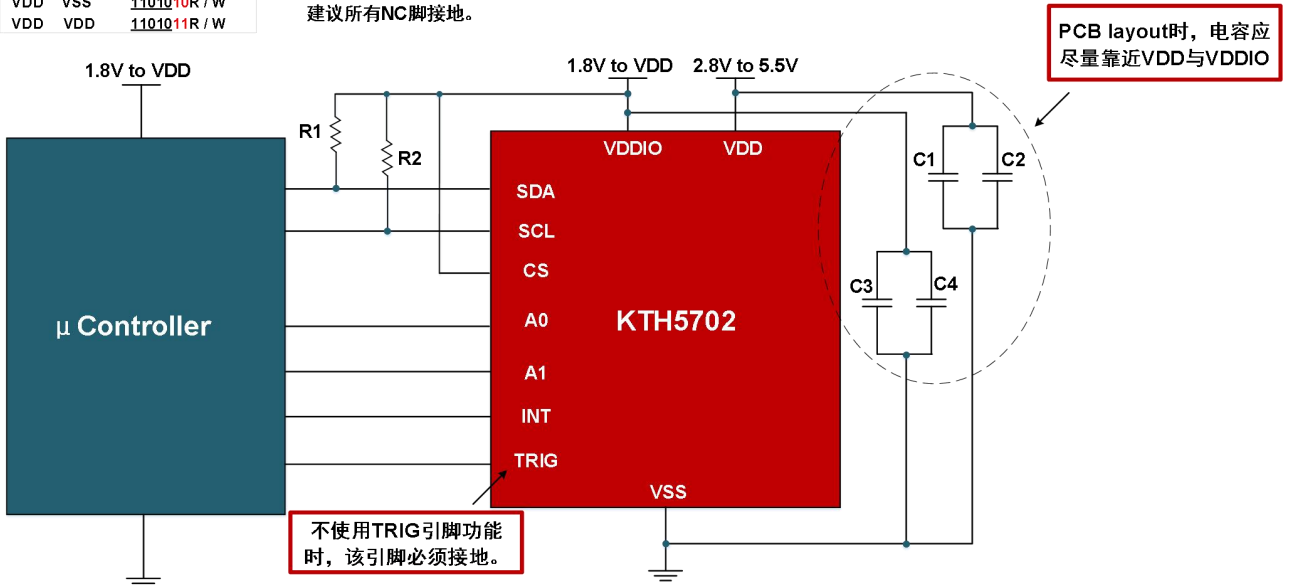 VDD VSS 1101010R / W
VDD VDD 1101011R / W
建议所有NC脚接地。
PCB layout时，电容应
尽量靠近VDD与VDDIO
1.8V to VDD
1.8V to VDD
2.8V to 5.5V
R1
R2
VDDIO
VDD
C1
C2
SDA
SCL
CS
C3
C4
A0
KTH5702
μ Controller
A1
INT
TRIG
VSS
不使用TRIG引脚功能
时，该引脚必须接地。